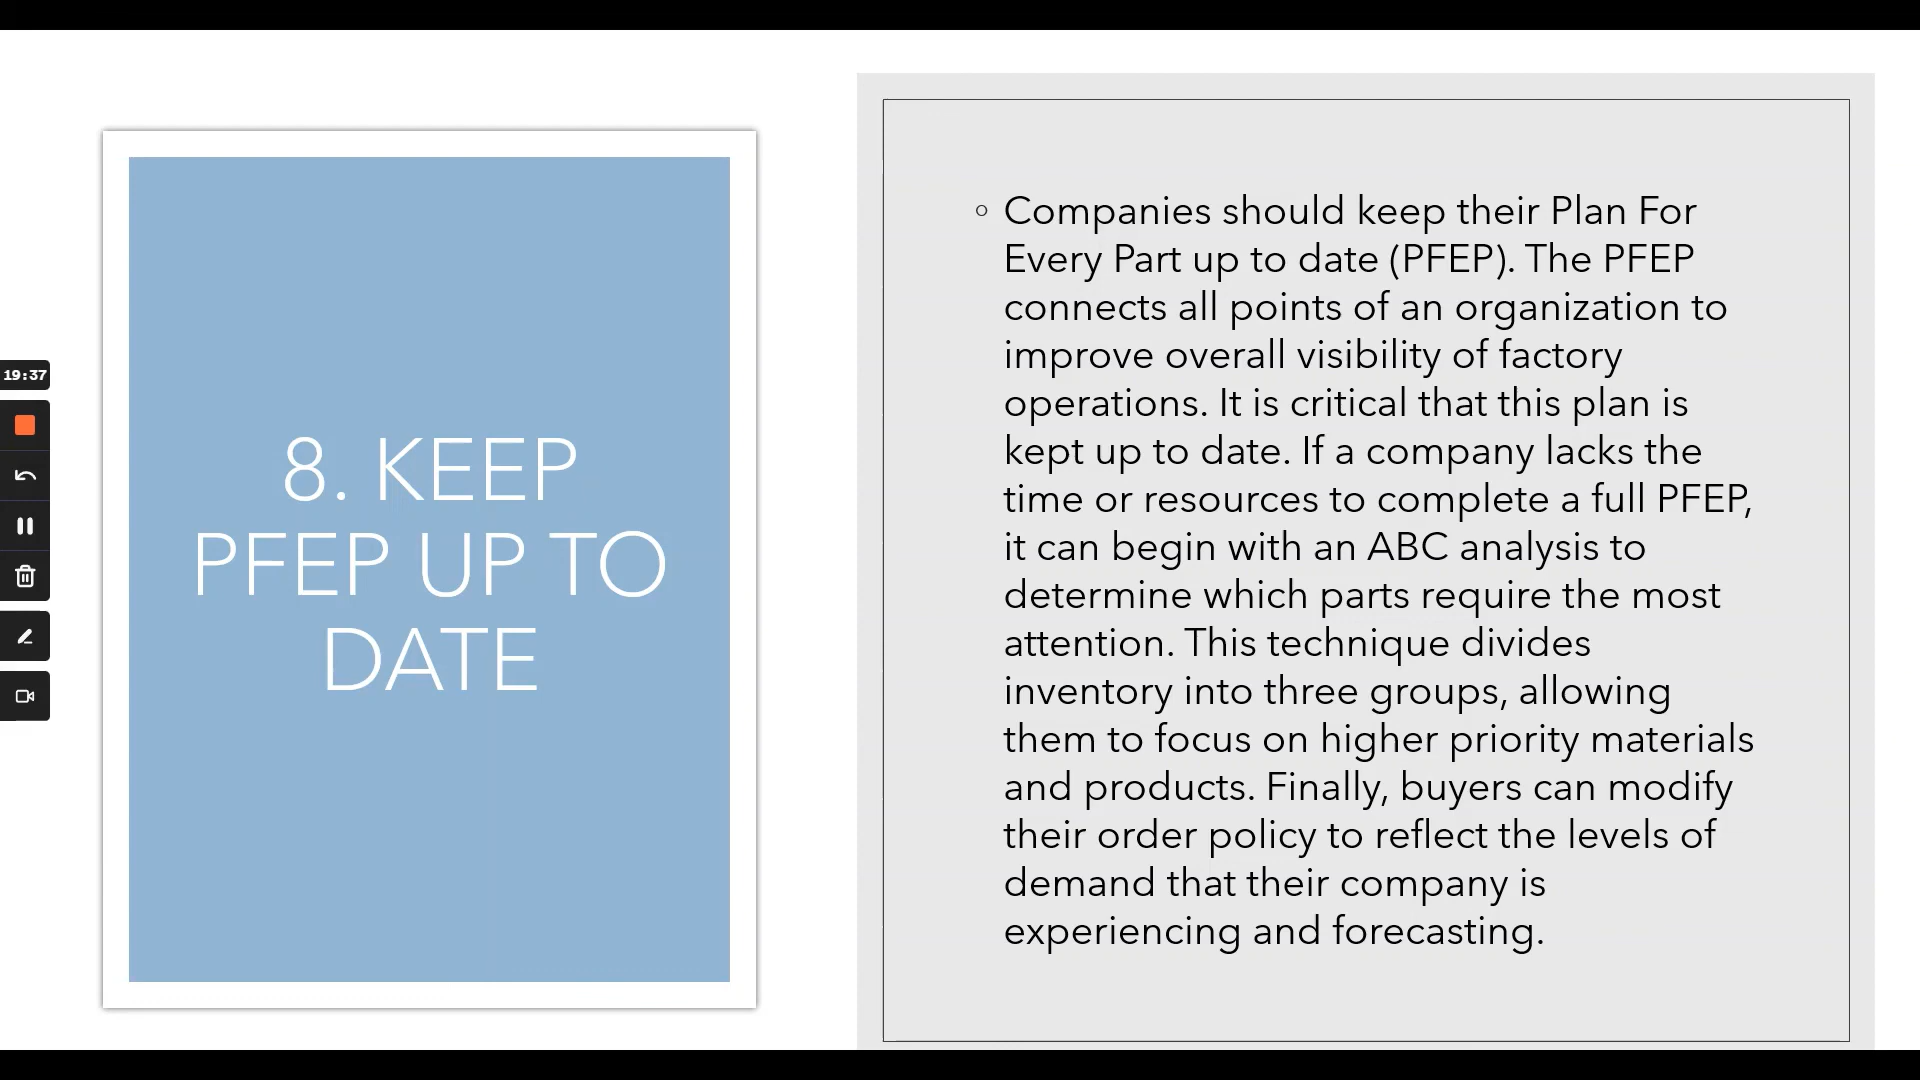 19:37
8. KEEP
PFEP UP TO
DATE
◦ Companies should keep their Plan For
Every Part up to date (PFEP). The PFEP
connects all points of an organization to
improve overall visibility of factory
operations. It is critical that this plan is
kept up to date. If a company lacks the
time or resources to complete a full PFEP,
it can begin with an ABC analysis to
determine which parts require the most
attention. This technique divides
inventory into three groups, allowing
them to focus on higher priority materials
and products. Finally, buyers can modify
their order policy to reflect the levels of
demand that their company is
experiencing and forecasting.